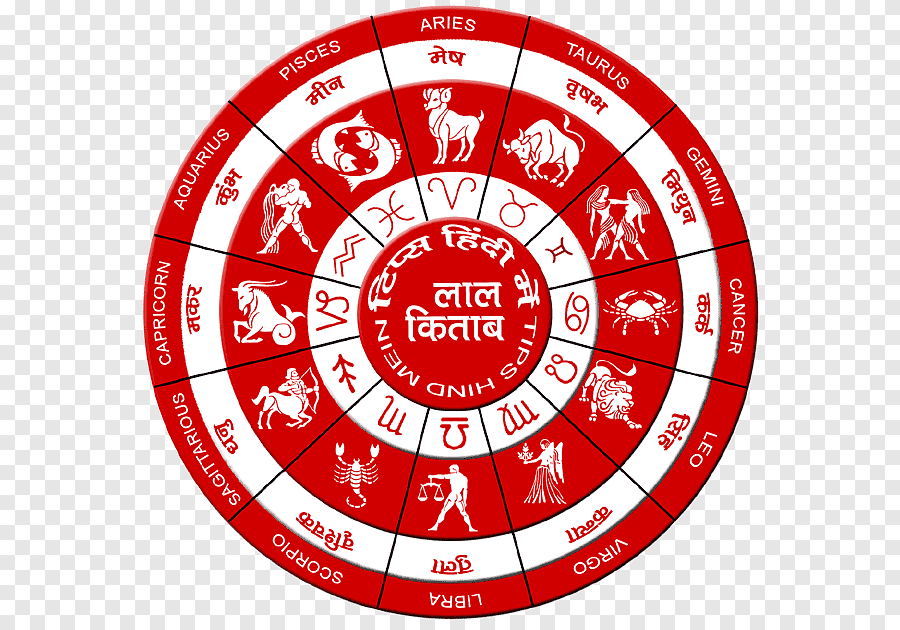 ARIES
TAURUS
GEMINI
CANCER
LEO
VIRGO
LIBRA
SCORPIO
SAGITTARIUS
CAPRICORN
AQUARIUS
PISCES
मेष
वृषभ
मिथुन
कर्क
सिंह
कन्या
तुला
वृश्चिक
धनु
मकर
कुंभ
मीन
टिप्स हिंदी में
लाल
किताब
TIPS HIND MEIN